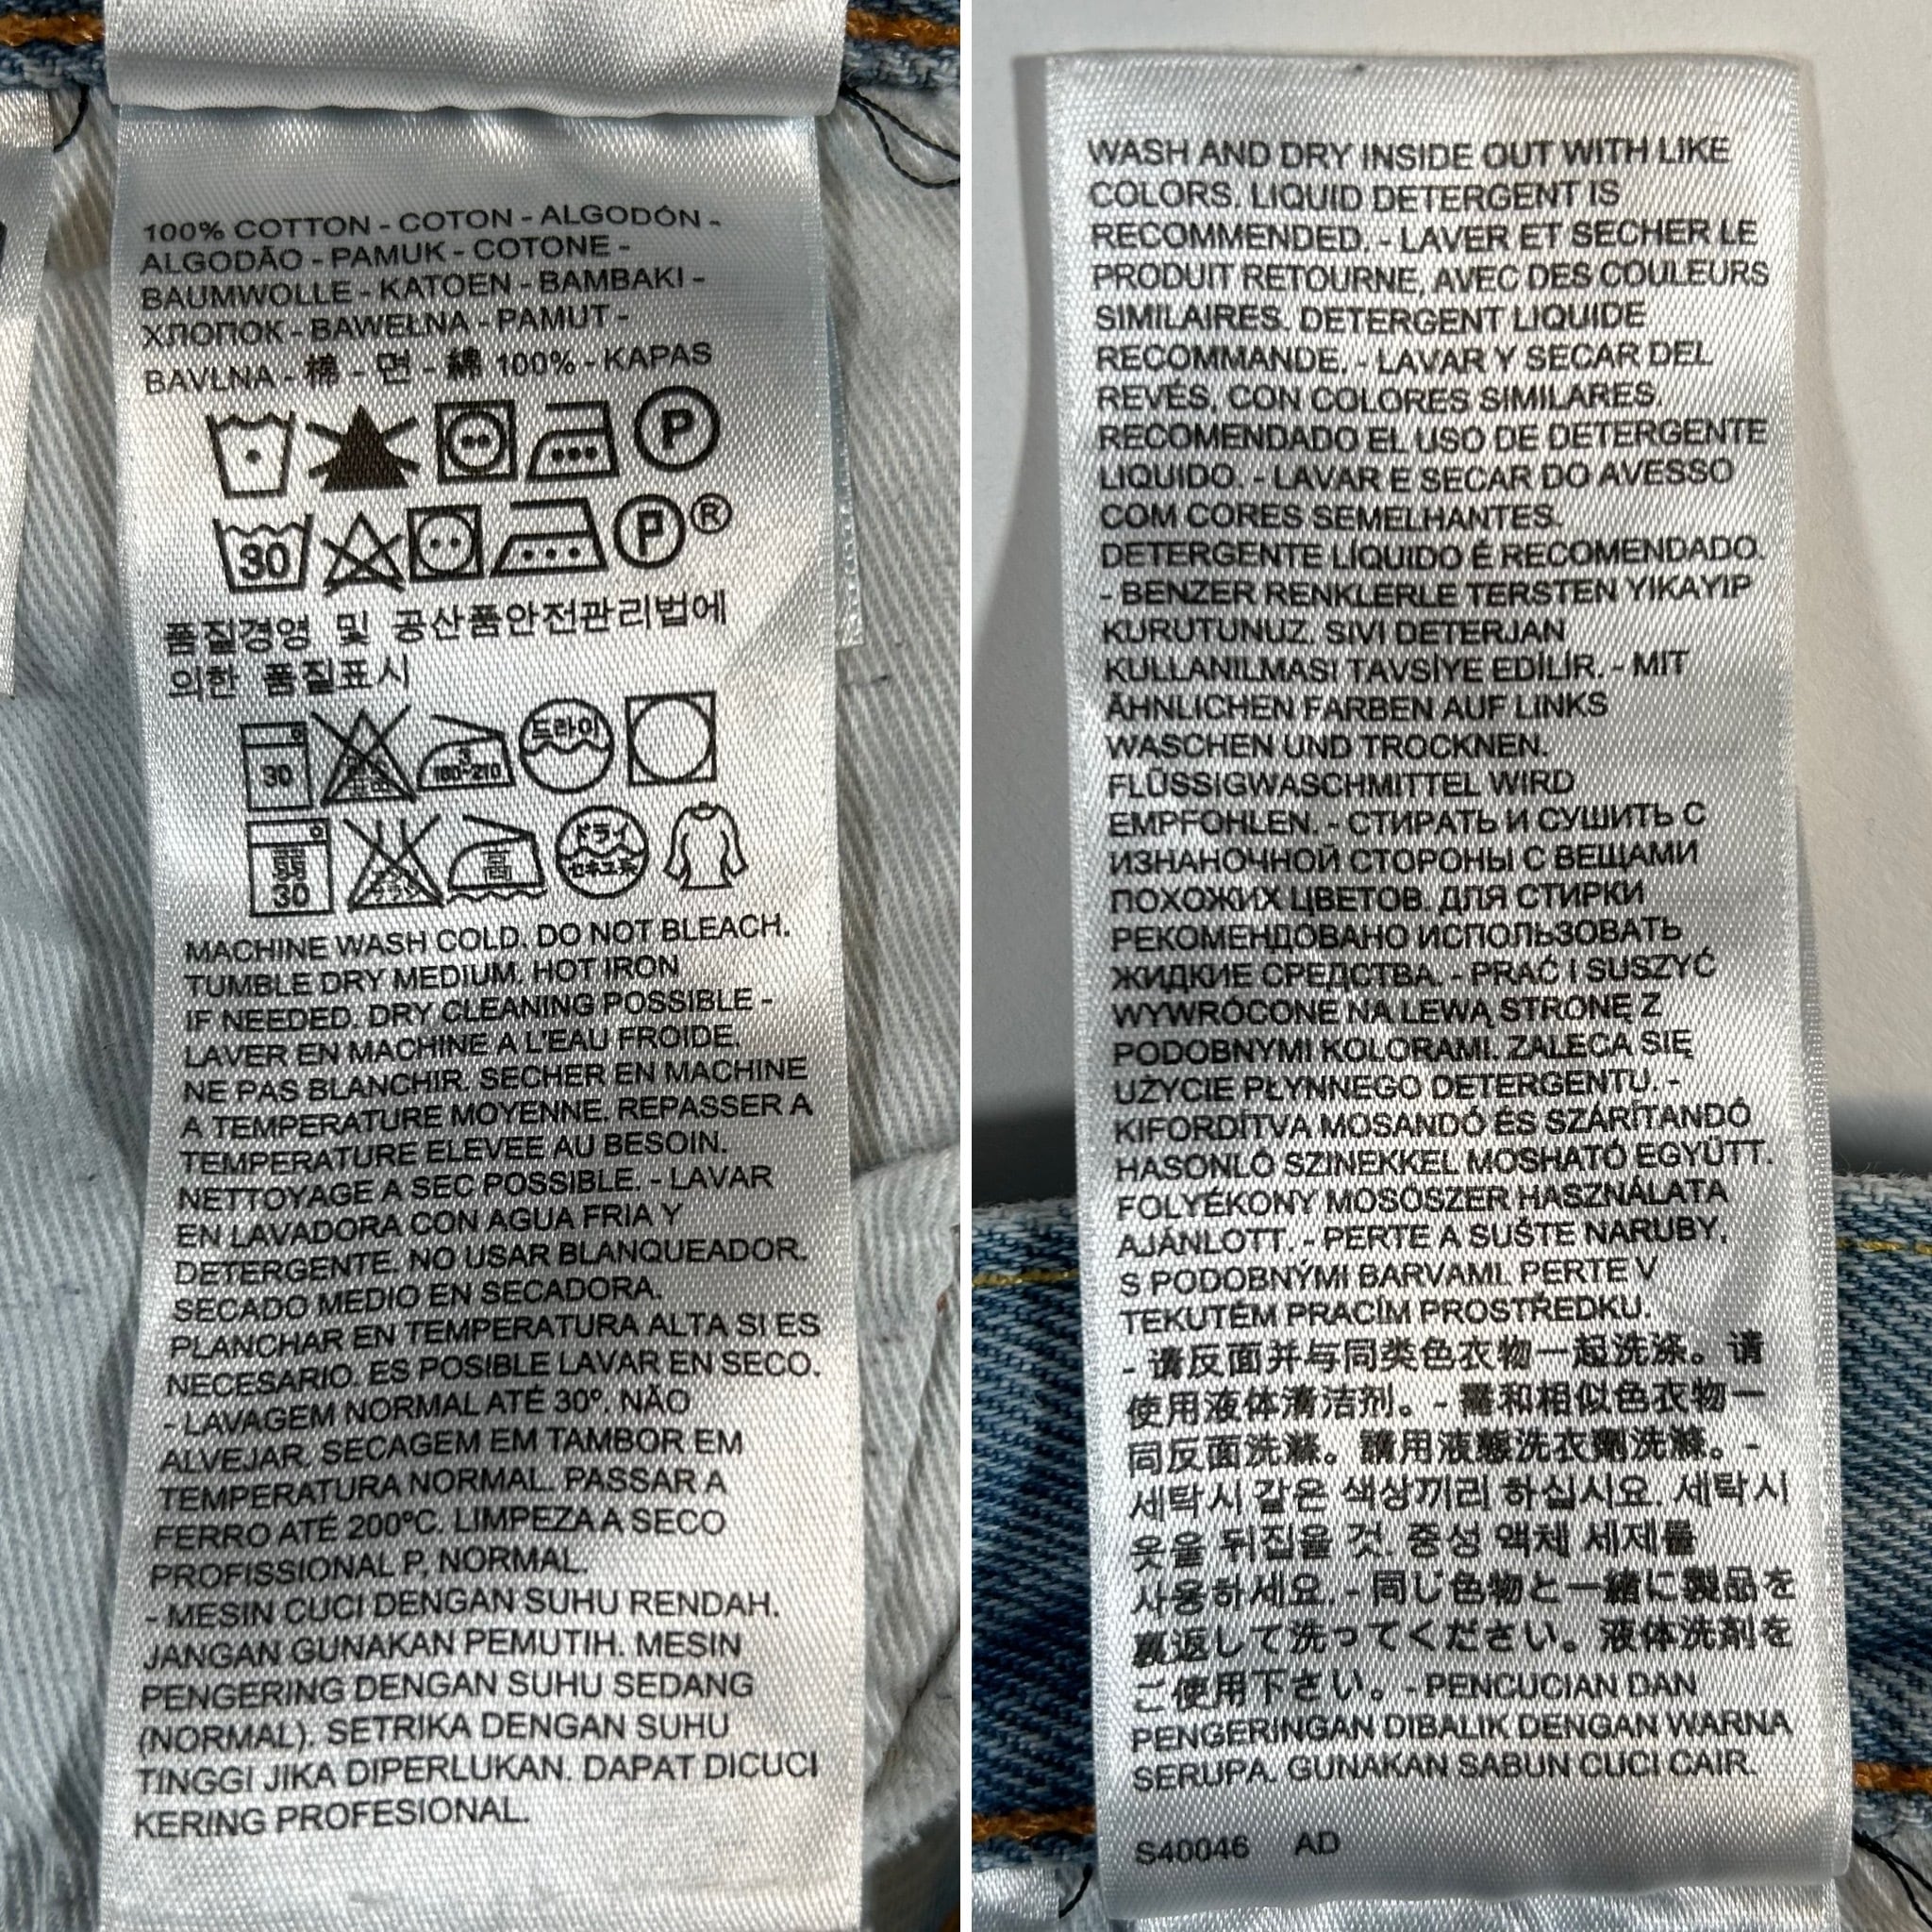 100% COTTON - COTON - ALGODÓN -
ALGODÃO - PAMUK - COTONE -
BAUMWOLLE - KATOEN - BAMBAKI -
ХЛОПОК - BAWEŁNA - PAMUT -
BAVLNA - 棉 - 면 - 綿 100% - KAPAS
P
30 P ®
품질경영 및 공산품안전관리법에
의한 품질표시
30 3 180~210 드라이
30 高 ドライ
MACHINE WASH COLD. DO NOT BLEACH.
TUMBLE DRY MEDIUM. HOT IRON
IF NEEDED. DRY CLEANING POSSIBLE -
LAVER EN MACHINE A L'EAU FROIDE.
NE PAS BLANCHIR. SECHER EN MACHINE
A TEMPERATURE MOYENNE. REPASSER A
TEMPERATURE ELEVEE AU BESOIN.
NETTOYAGE A SEC POSSIBLE. - LAVAR
EN LAVADORA CON AGUA FRIA Y
DETERGENTE. NO USAR BLANQUEADOR.
SECADO MEDIO EN SECADORA.
PLANCHAR EN TEMPERATURA ALTA SI ES
NECESARIO. ES POSIBLE LAVAR EN SECO.
- LAVAGEM NORMAL ATÉ 30º. NÃO
ALVEJAR. SECAGEM EM TAMBOR EM
TEMPERATURA NORMAL. PASSAR A
FERRO ATÉ 200ºC. LIMPEZA A SECO
PROFISSIONAL P, NORMAL.
- MESIN CUCI DENGAN SUHU RENDAH.
JANGAN GUNAKAN PEMUTIH. MESIN
PENGERING DENGAN SUHU SEDANG
(NORMAL). SETRIKA DENGAN SUHU
TINGGI JIKA DIPERLUKAN. DAPAT DICUCI
KERING PROFESIONAL.
WASH AND DRY INSIDE OUT WITH LIKE
COLORS. LIQUID DETERGENT IS
RECOMMENDED. - LAVER ET SECHER LE
PRODUIT RETOURNE, AVEC DES COULEURS
SIMILAIRES. DETERGENT LIQUIDE
RECOMMANDE. - LAVAR Y SECAR DEL
REVÉS, CON COLORES SIMILARES,
RECOMENDADO EL USO DE DETERGENTE
LIQUIDO. - LAVAR E SECAR DO AVESSO
COM CORES SEMELHANTES.
DETERGENTE LÍQUIDO É RECOMENDADO.
- BENZER RENKLERLE TERSTEN YIKAYIP
KURUTUNUZ. SIVI DETERJAN
KULLANILMASI TAVSİYE EDİLİR. - MIT
ÄHNLICHEN FARBEN AUF LINKS
WASCHEN UND TROCKNEN.
FLÜSSIGWASCHMITTEL WIRD
EMPFOHLEN. - СТИРАТЬ И СУШИТЬ С
ИЗНАНОЧНОЙ СТОРОНЫ С ВЕЩАМИ
ПОХОЖИХ ЦВЕТОВ. ДЛЯ СТИРКИ
РЕКОМЕНДОВАНО ИСПОЛЬЗОВАТЬ
ЖИДКИЕ СРЕДСТВА. - PRAĆ I SUSZYĆ
WYWRÓCONE NA LEWĄ STRONĘ Z
PODOBNYMI KOLORAMI. ZALECA SIĘ
UŻYCIE PŁYNNEGO DETERGENTU. -
KIFORDÍTVA MOSANDÓ ÉS SZÁRÍTANDÓ
HASONLÓ SZINEKKEL MOSHATÓ EGYÜTT.
FOLYÉKONY MOSÓSZER HASZNÁLATA
AJÁNLOTT. - PERTE A SUŠTE NARUBY,
S PODOBNÝMI BARVAMI. PERTE V
TEKUTÉM PRACÍM PROSTŘEDKU.
- 请反面并与同类色衣物一起洗涤。请
使用液体清洁剂。- 需和相似色衣物一
同反面洗滌。請用液態洗衣劑洗滌。-
세탁시 같은 색상끼리 하십시요. 세탁시
옷을 뒤집을 것. 중성 액체 세제를
사용하세요. - 同じ色物と一緒に製品を
裏返して洗ってください。液体洗剤を
ご使用下さい。- PENCUCIAN DAN
PENGERINGAN DIBALIK DENGAN WARNA
SERUPA. GUNAKAN SABUN CUCI CAIR.
S40046 AD